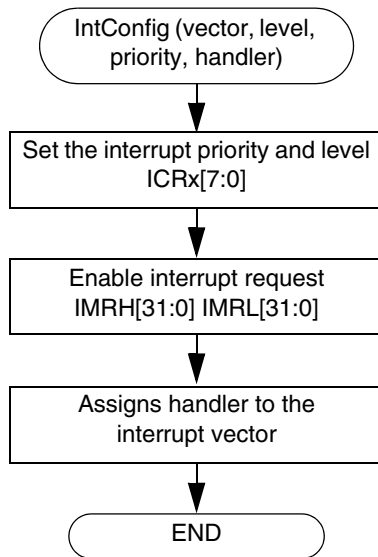 IntConfig (vector, level,
priority, handler)
Set the interrupt priority and level
ICRx[7:0]
Enable interrupt request
IMRH[31:0] IMRL[31:0]
Assigns handler to the
interrupt vector
END